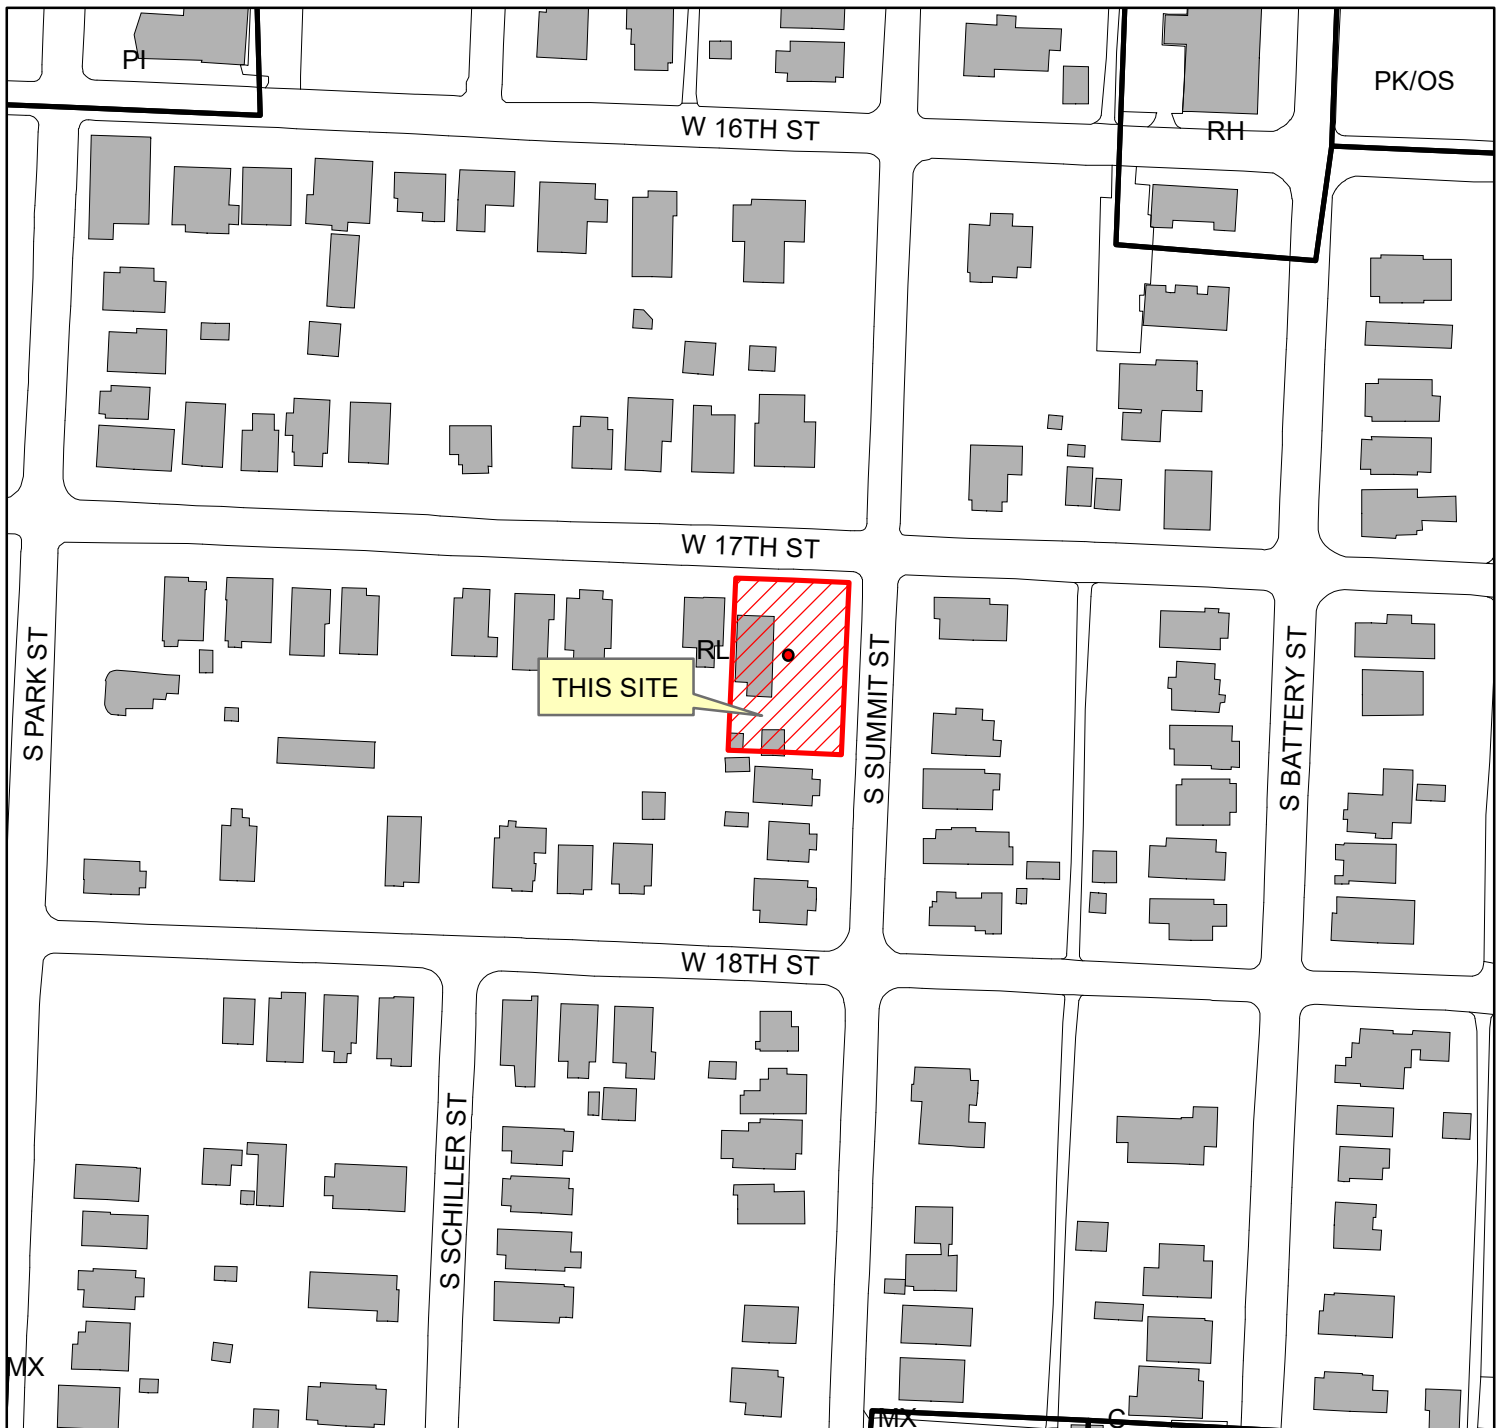 PI
PK/OS
W 16TH ST
RH
W 17TH ST
RL
THIS SITE
S PARK ST
S SUMMIT ST
S BATTERY ST
W 18TH ST
S SCHILLER ST
MX
MX
C